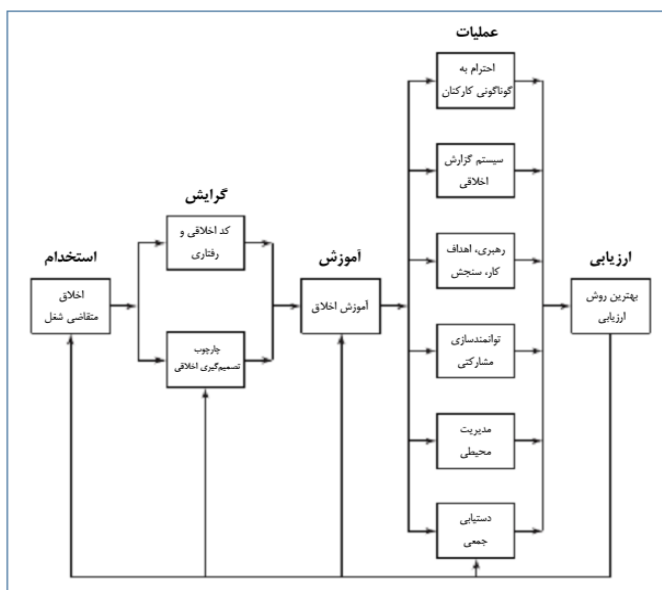 عملیات
احترام به
گوناگونی کارکنان
سیستم گزارش
اخلاقی
گرایش
کد اخلاقی و
رفتاری
استخدام
آموزش
رهبری، اهداف
کار، سنجش
ارزیابی
اخلاق
متقاضی شغل
آموزش اخلاق
بهترین روش
ارزیابی
چارچوب
تصمیم‌گیری اخلاقی
توانمندسازی
مشارکتی
مدیریت
محیطی
دستیابی
جمعی